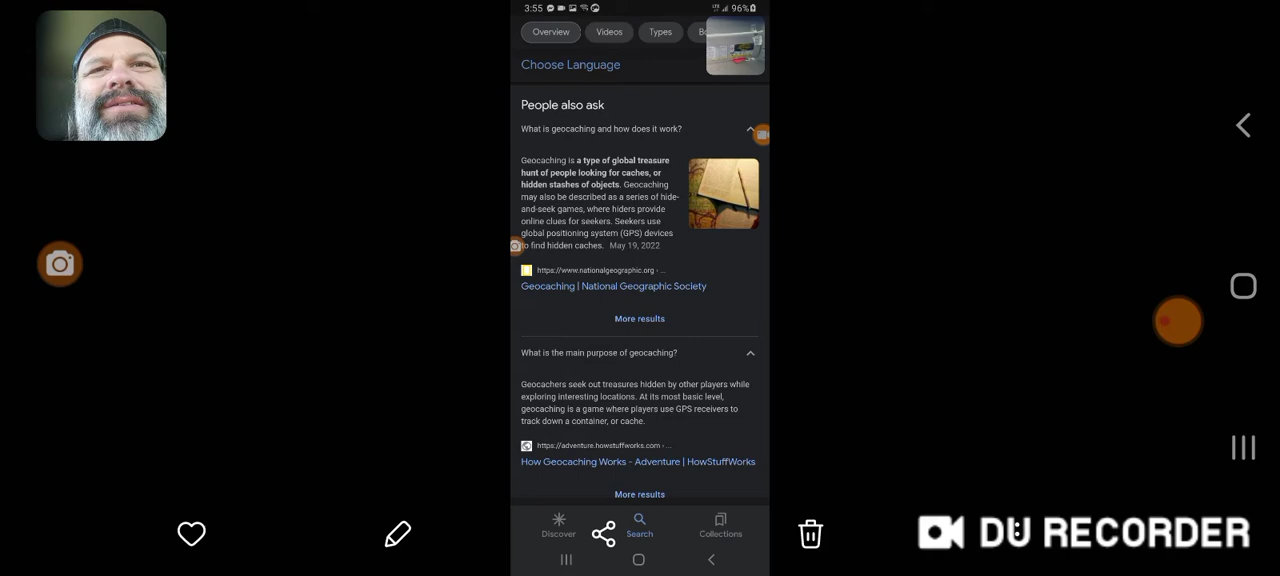 3:55
LTE
96%
Overview
Videos
Types
Choose Language
People also ask
What is geocaching and how does it work?
Geocaching is a type of global treasure
hunt of people looking for caches, or
hidden stashes of objects. Geocaching
may also be described as a series of hide-
and-seek games, where hiders provide
online clues for seekers. Seekers use
global positioning system (GPS) devices
to find hidden caches. May 19, 2022
https://www.nationalgeographic.org › ...
Geocaching | National Geographic Society
More results
What is the main purpose of geocaching?
Geocachers seek out treasures hidden by other players while
exploring interesting locations. At its most basic level,
geocaching is a game where players use GPS receivers to
track down a container, or cache.
https://adventure.howstuffworks.com › ...
How Geocaching Works - Adventure | HowStuffWorks
More results
Discover
Search
Collections
DU RECORDER